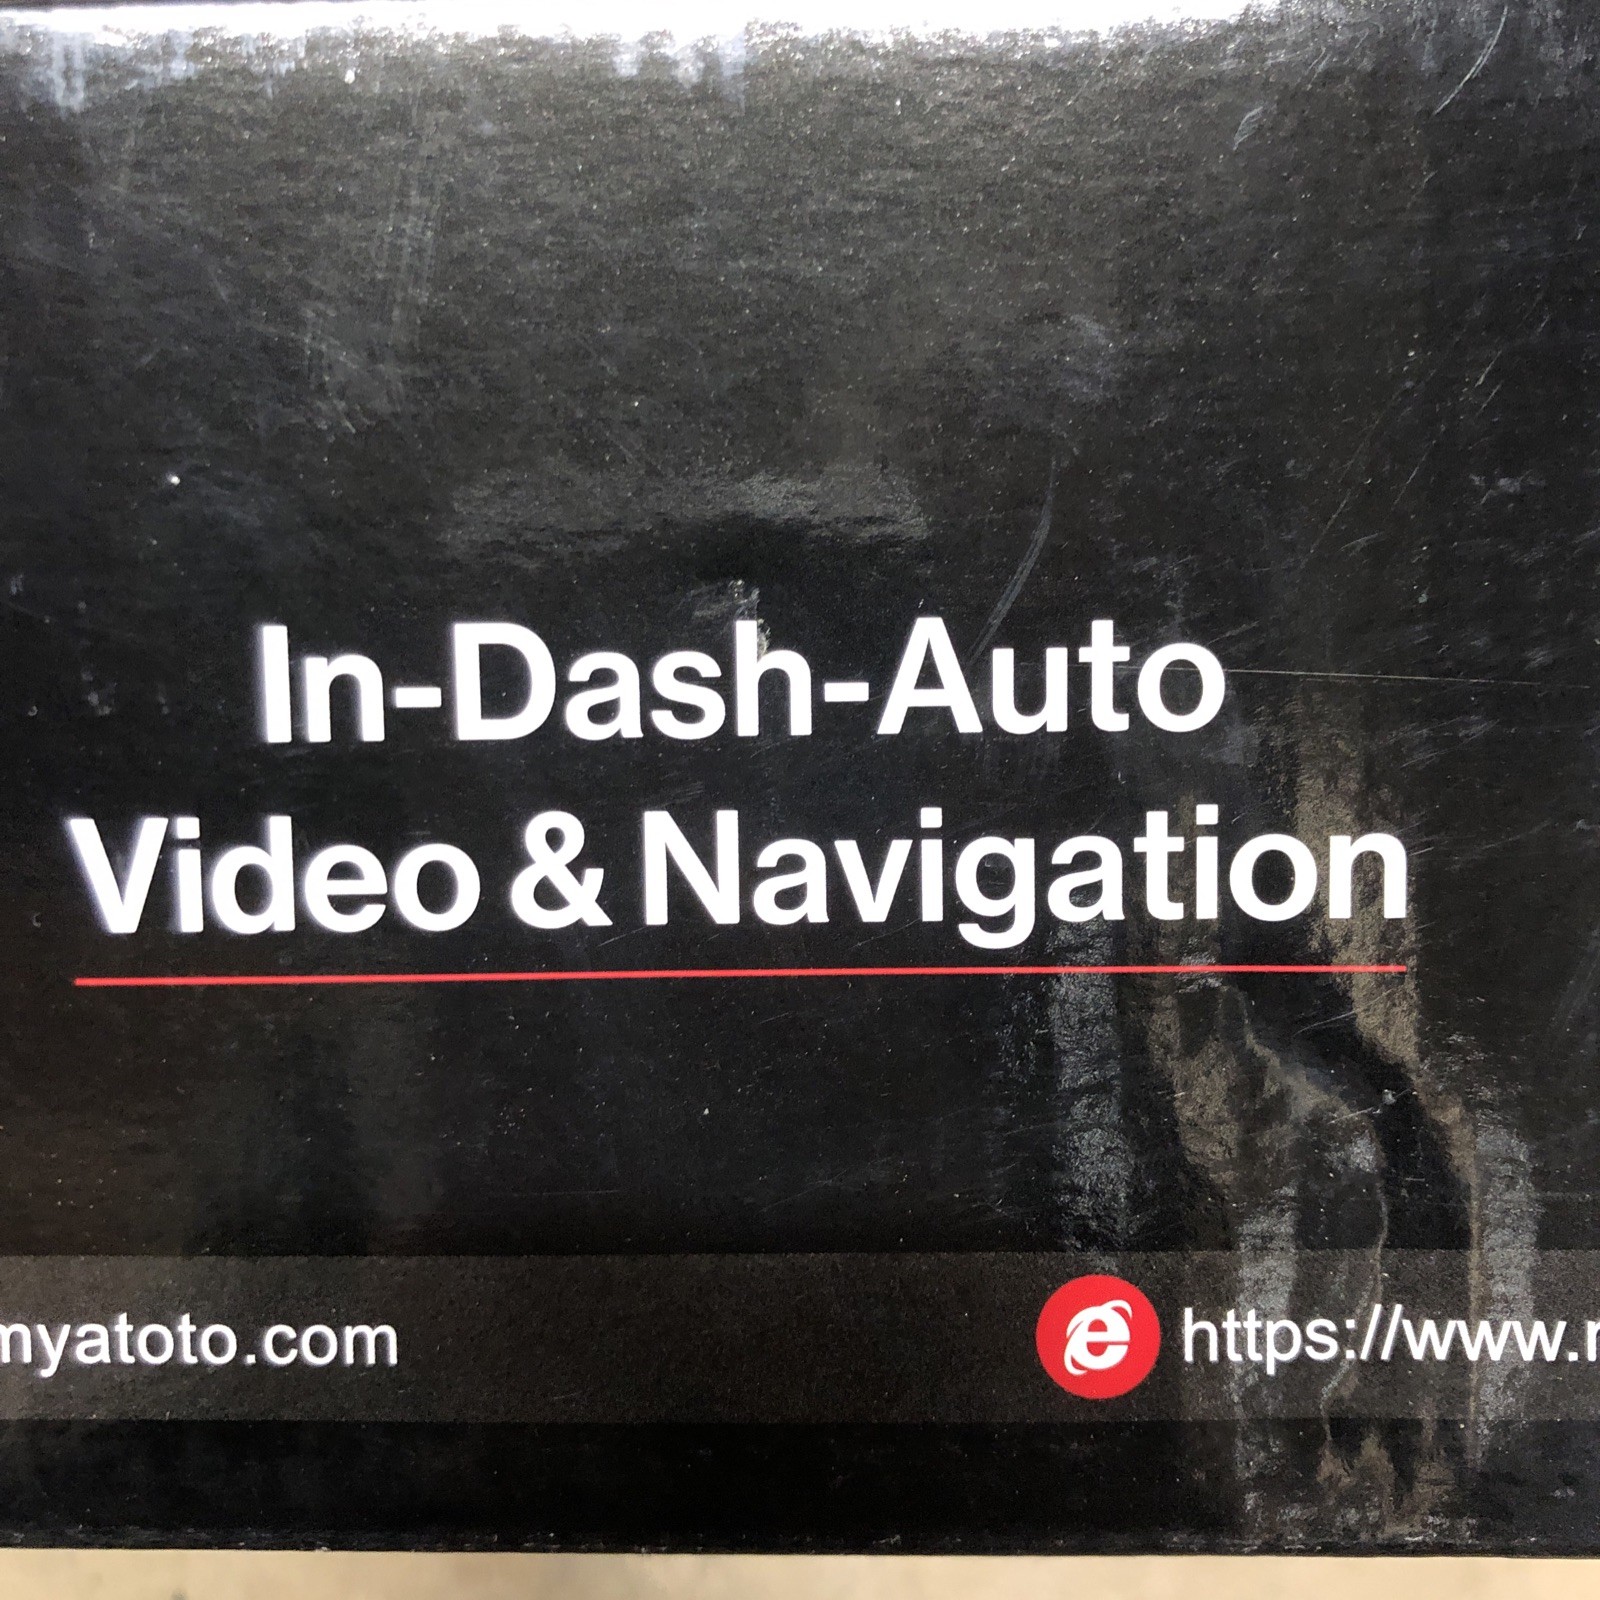 In-Dash-Auto
Video & Navigation
myatoto.com
https://www.